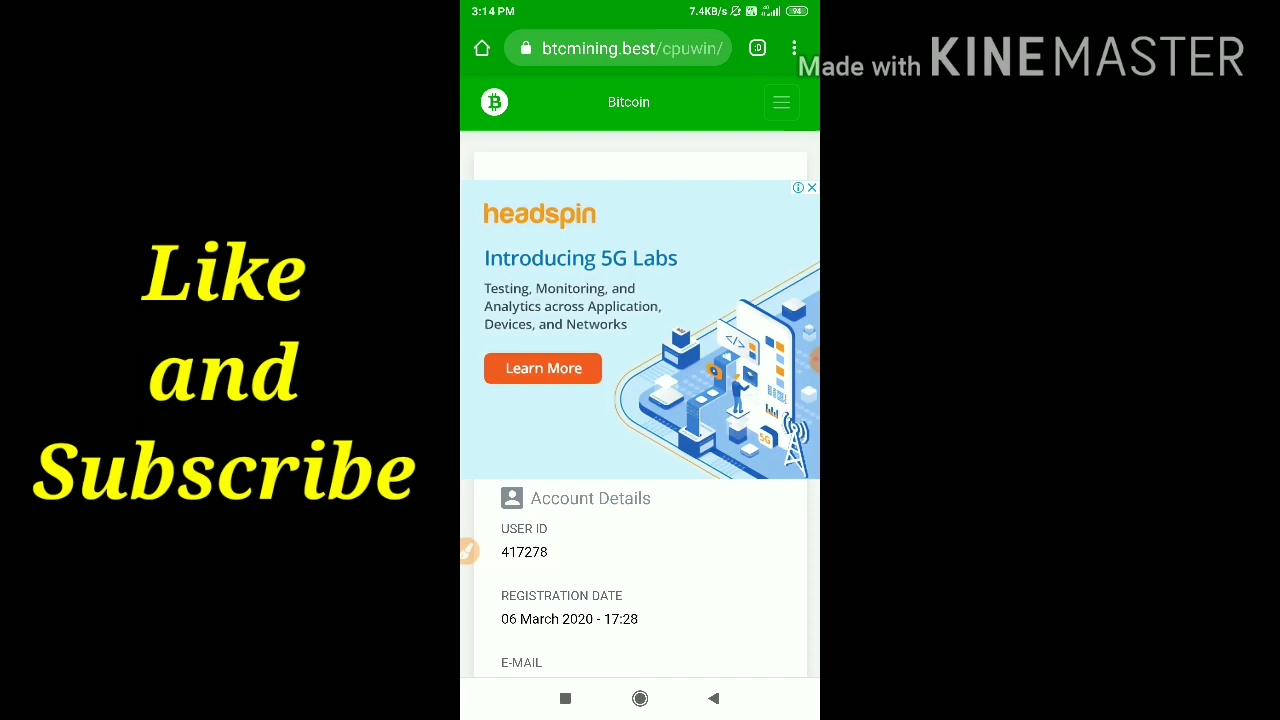 3:14 PM
7.4KB/s
94
btcmining.best/cpuwin/
:D
Made with KINEMASTER
Bitcoin
headspin
Introducing 5G Labs
Testing, Monitoring, and
Analytics across Application,
Devices, and Networks
Learn More
</>
5G
Like
and
Subscribe
Account Details
USER ID
417278
REGISTRATION DATE
06 March 2020 - 17:28
E-MAIL